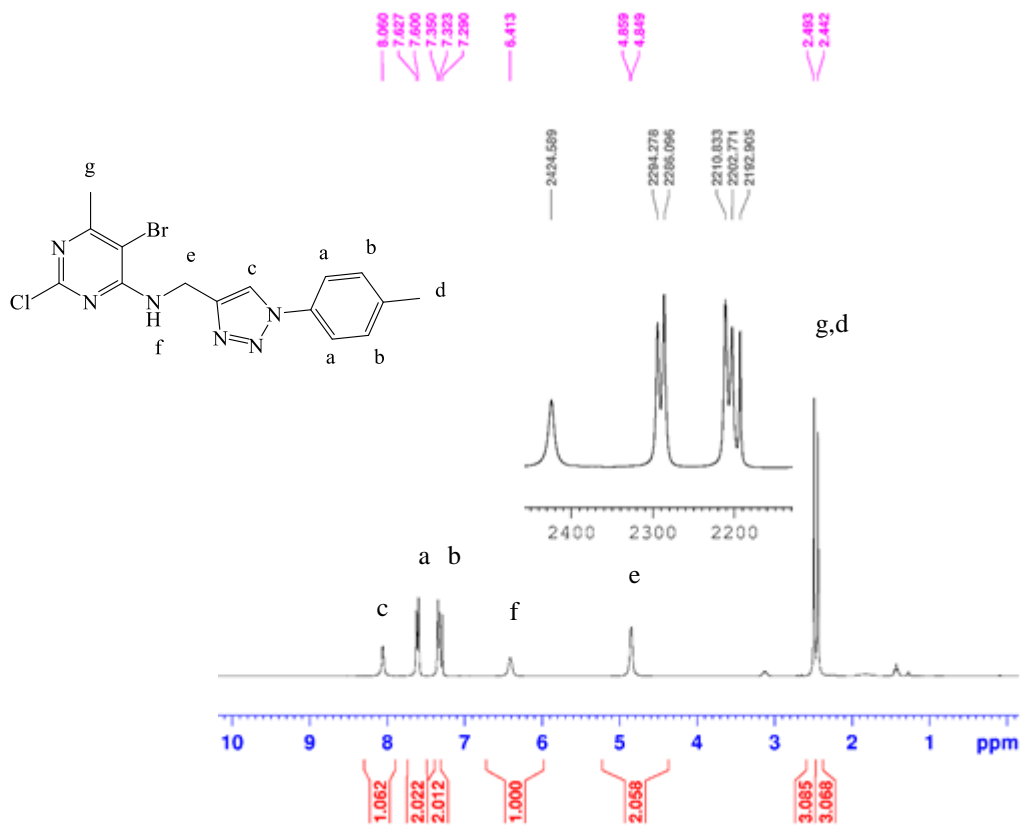 8.060
7.627
7.600
7.350
7.323
7.290
6.413
4.859
4.849
2.493
2.442
2424.589
2294.278
2286.096
2210.833
2202.771
2192.905
g
Br
N
e
a
b
c
d
Cl
N
N
H
N
f
N
N
a
b
g,d
2400
2300
2200
a
b
c
f
e
10 9 8 7 6 5 4 3 2 1 ppm
1.062
2.022
2.012
1.000
2.058
3.085
3.068